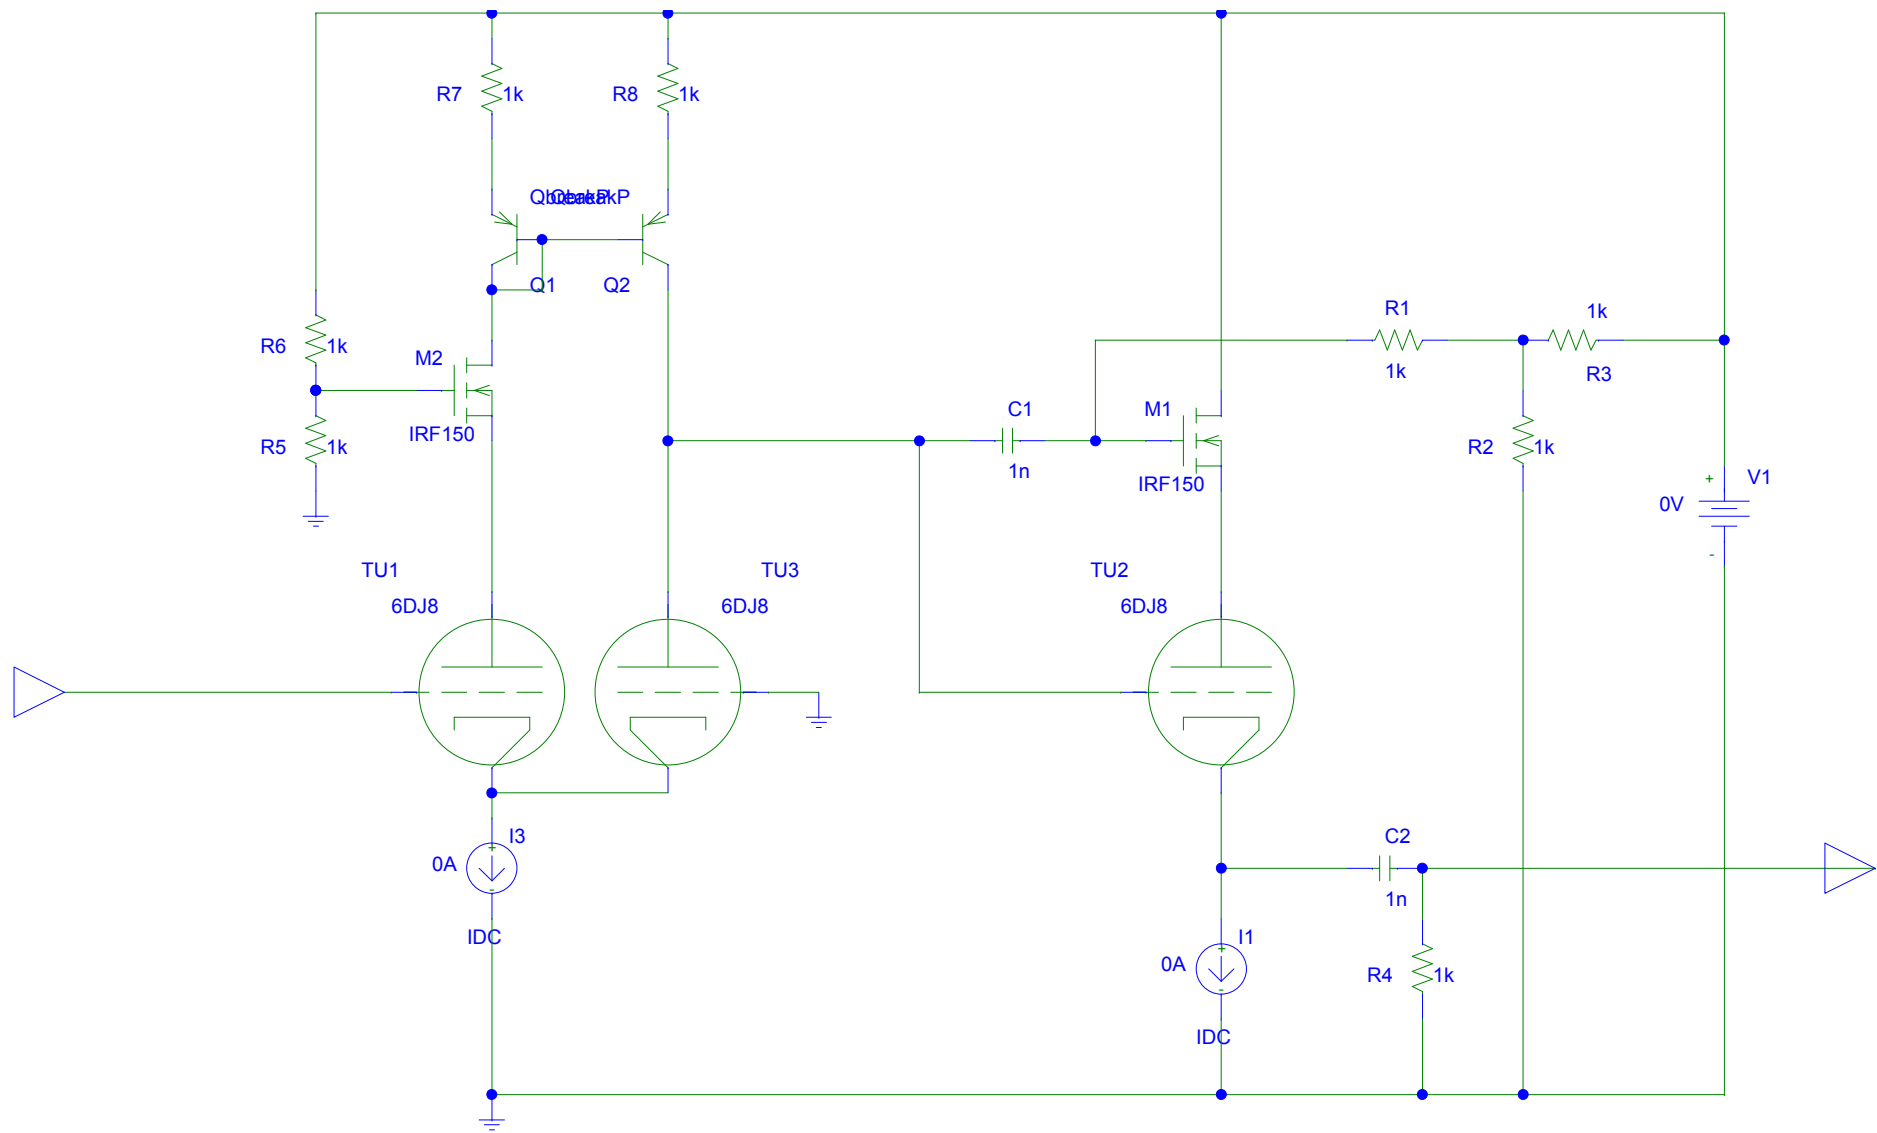 R7
1k
R8
1k
QbreakP
QbreakP
Q1
Q2
R6
1k
M2
R5
1k
IRF150
C1
1n
M1
IRF150
R1
1k
1k
R3
R2
1k
+
V1
0V
-
TU1
6DJ8
TU3
6DJ8
TU2
6DJ8
I3
+
0A
-
IDC
C2
1n
I1
+
0A
-
IDC
R4
1k